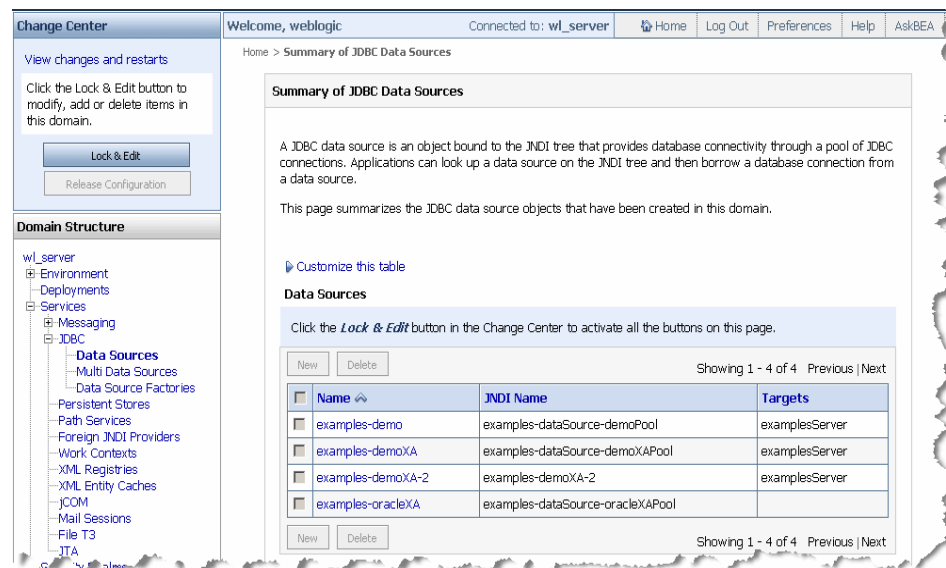 Change Center
View changes and restarts
Click the Lock & Edit button to
modify, add or delete items in
this domain.
Lock & Edit
Release Configuration
Domain Structure
wl_server
Environment
Deployments
Services
Messaging
JDBC
Data Sources
Multi Data Sources
Data Source Factories
Persistent Stores
Path Services
Foreign JNDI Providers
Work Contexts
XML Registries
XML Entity Caches
jCOM
Mail Sessions
File T3
JTA
Welcome, weblogic Connected to: wl_server Home Log Out Preferences Help AskBEA
Home > Summary of JDBC Data Sources
Summary of JDBC Data Sources
A JDBC data source is an object bound to the JNDI tree that provides database connectivity through a pool of JDBC
connections. Applications can look up a data source on the JNDI tree and then borrow a database connection from
a data source.
This page summarizes the JDBC data source objects that have been created in this domain.
Customize this table
Data Sources
Click the Lock & Edit button in the Change Center to activate all the buttons on this page.
New Delete Showing 1 - 4 of 4 Previous | Next
Name JNDI Name Targets
examples-demo examples-dataSource-demoPool examplesServer
examples-demoXA examples-dataSource-demoXAPool examplesServer
examples-demoXA-2 examples-demoXA-2 examplesServer
examples-oracleXA examples-dataSource-oracleXAPool
New Delete Showing 1 - 4 of 4 Previous | Next